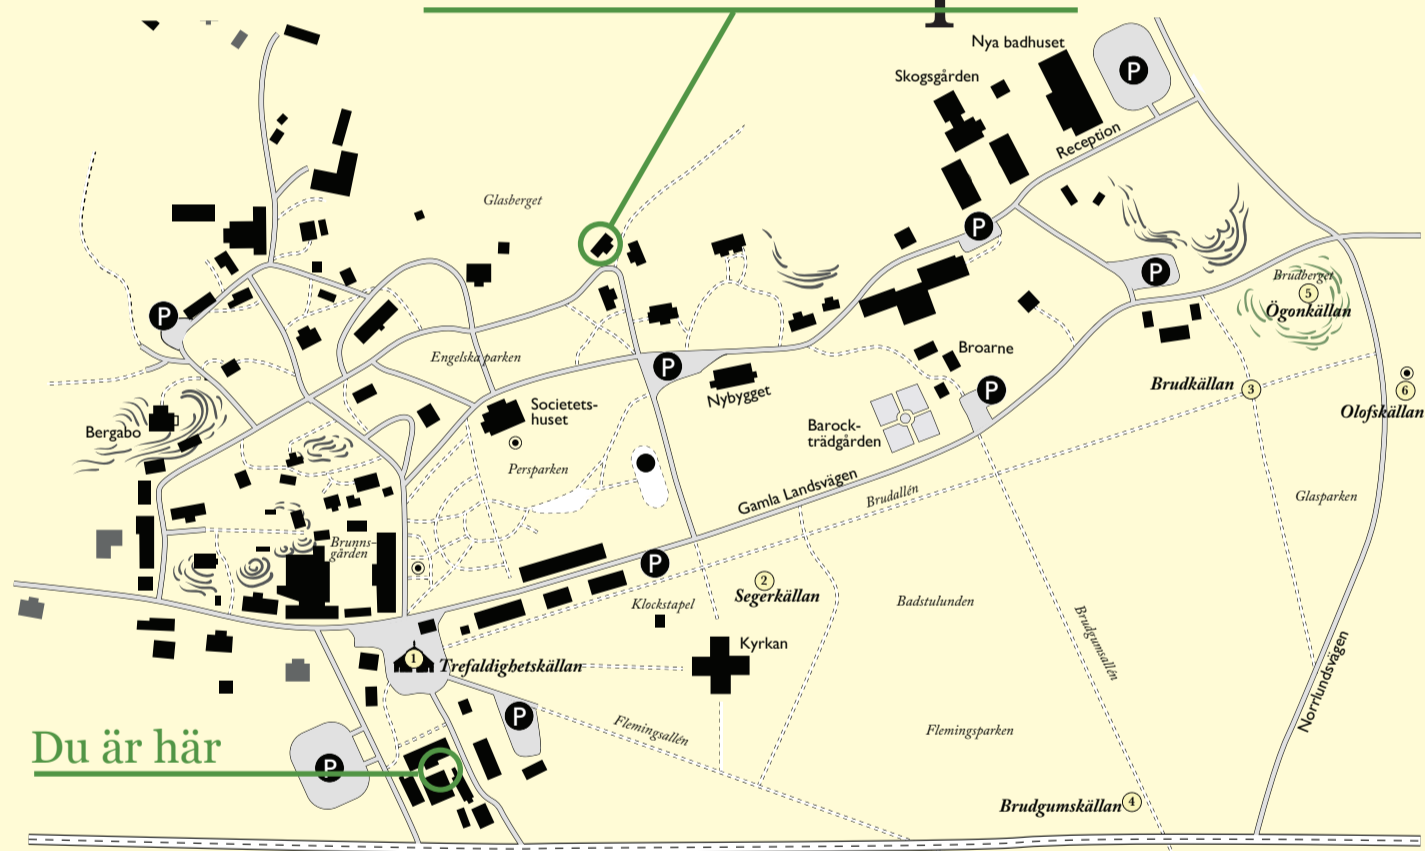 Nya badhuset
P
Skogsgården
Reception
Glasberget
P
P
Brudberget
5
Ögonkällan
P
Engelska parken
P
Nybygget
Broarne
P
Brudkällan
3
6
Olofskällan
Bergabo
Societets-
huset
Barock-
trädgården
Persparken
Gamla Landsvägen
Brudallén
Glasparken
Brunns-
gården
P
2
Segerkällan
Klockstapel
Badstulunden
Brudgumsallén
Kyrkan
1
Trefaldighetskällan
Norrlundsvägen
P
Flemingsallén
Flemingsparken
Du är här
P
Brudgumskällan
4